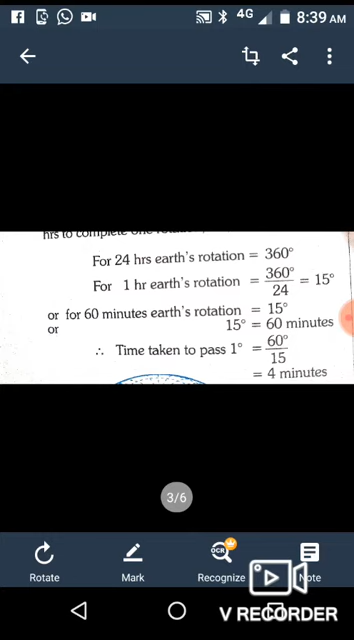 4G 8:39 AM
hrs to complete one
For 24 hrs earth's rotation = 360°
For 1 hr earth's rotation = 360°/24 = 15°
or for 60 minutes earth's rotation = 15°
or 15° = 60 minutes
∴ Time taken to pass 1° = 60°/15
= 4 minutes
3/6
OCR
Rotate Mark Recognize Note
V RECORDER